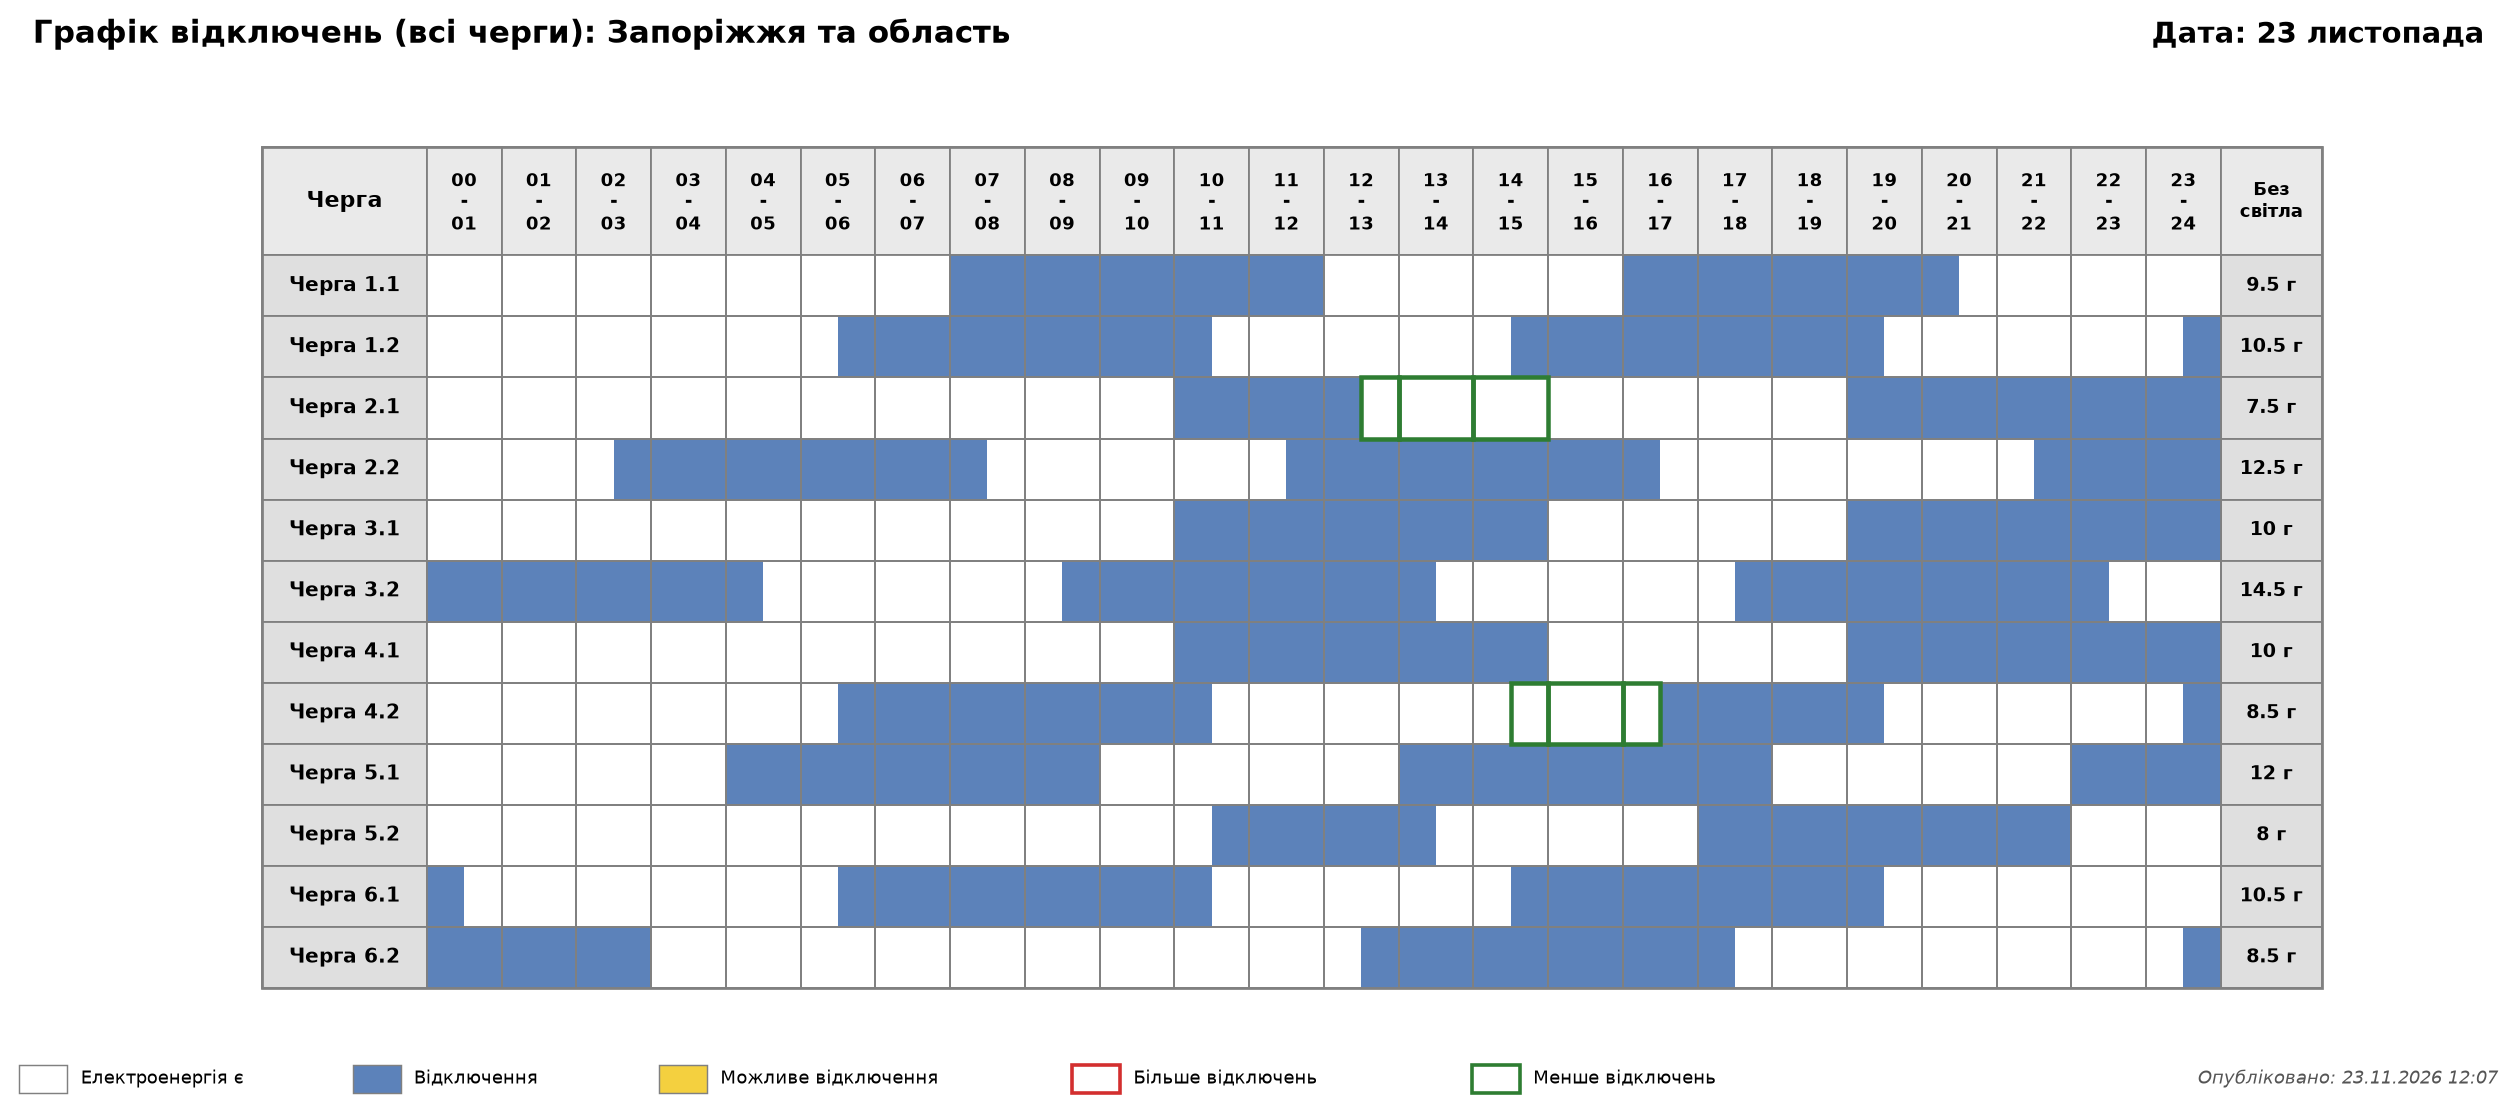 Графік відключень (всі черги): Запоріжжя та область
Дата: 23 листопада
Черга 00 - 01 01 - 02 02 - 03 03 - 04 04 - 05 05 - 06 06 - 07 07 - 08 08 - 09 09 - 10 10 - 11 11 - 12 12 - 13 13 - 14 14 - 15 15 - 16 16 - 17 17 - 18 18 - 19 19 - 20 20 - 21 21 - 22 22 - 23 23 - 24 Без світла
Черга 1.1 9.5 г
Черга 1.2 10.5 г
Черга 2.1 7.5 г
Черга 2.2 12.5 г
Черга 3.1 10 г
Черга 3.2 14.5 г
Черга 4.1 10 г
Черга 4.2 8.5 г
Черга 5.1 12 г
Черга 5.2 8 г
Черга 6.1 10.5 г
Черга 6.2 8.5 г
Електроенергія є
Відключення
Можливе відключення
Більше відключень
Менше відключень
Опубліковано: 23.11.2026 12:07